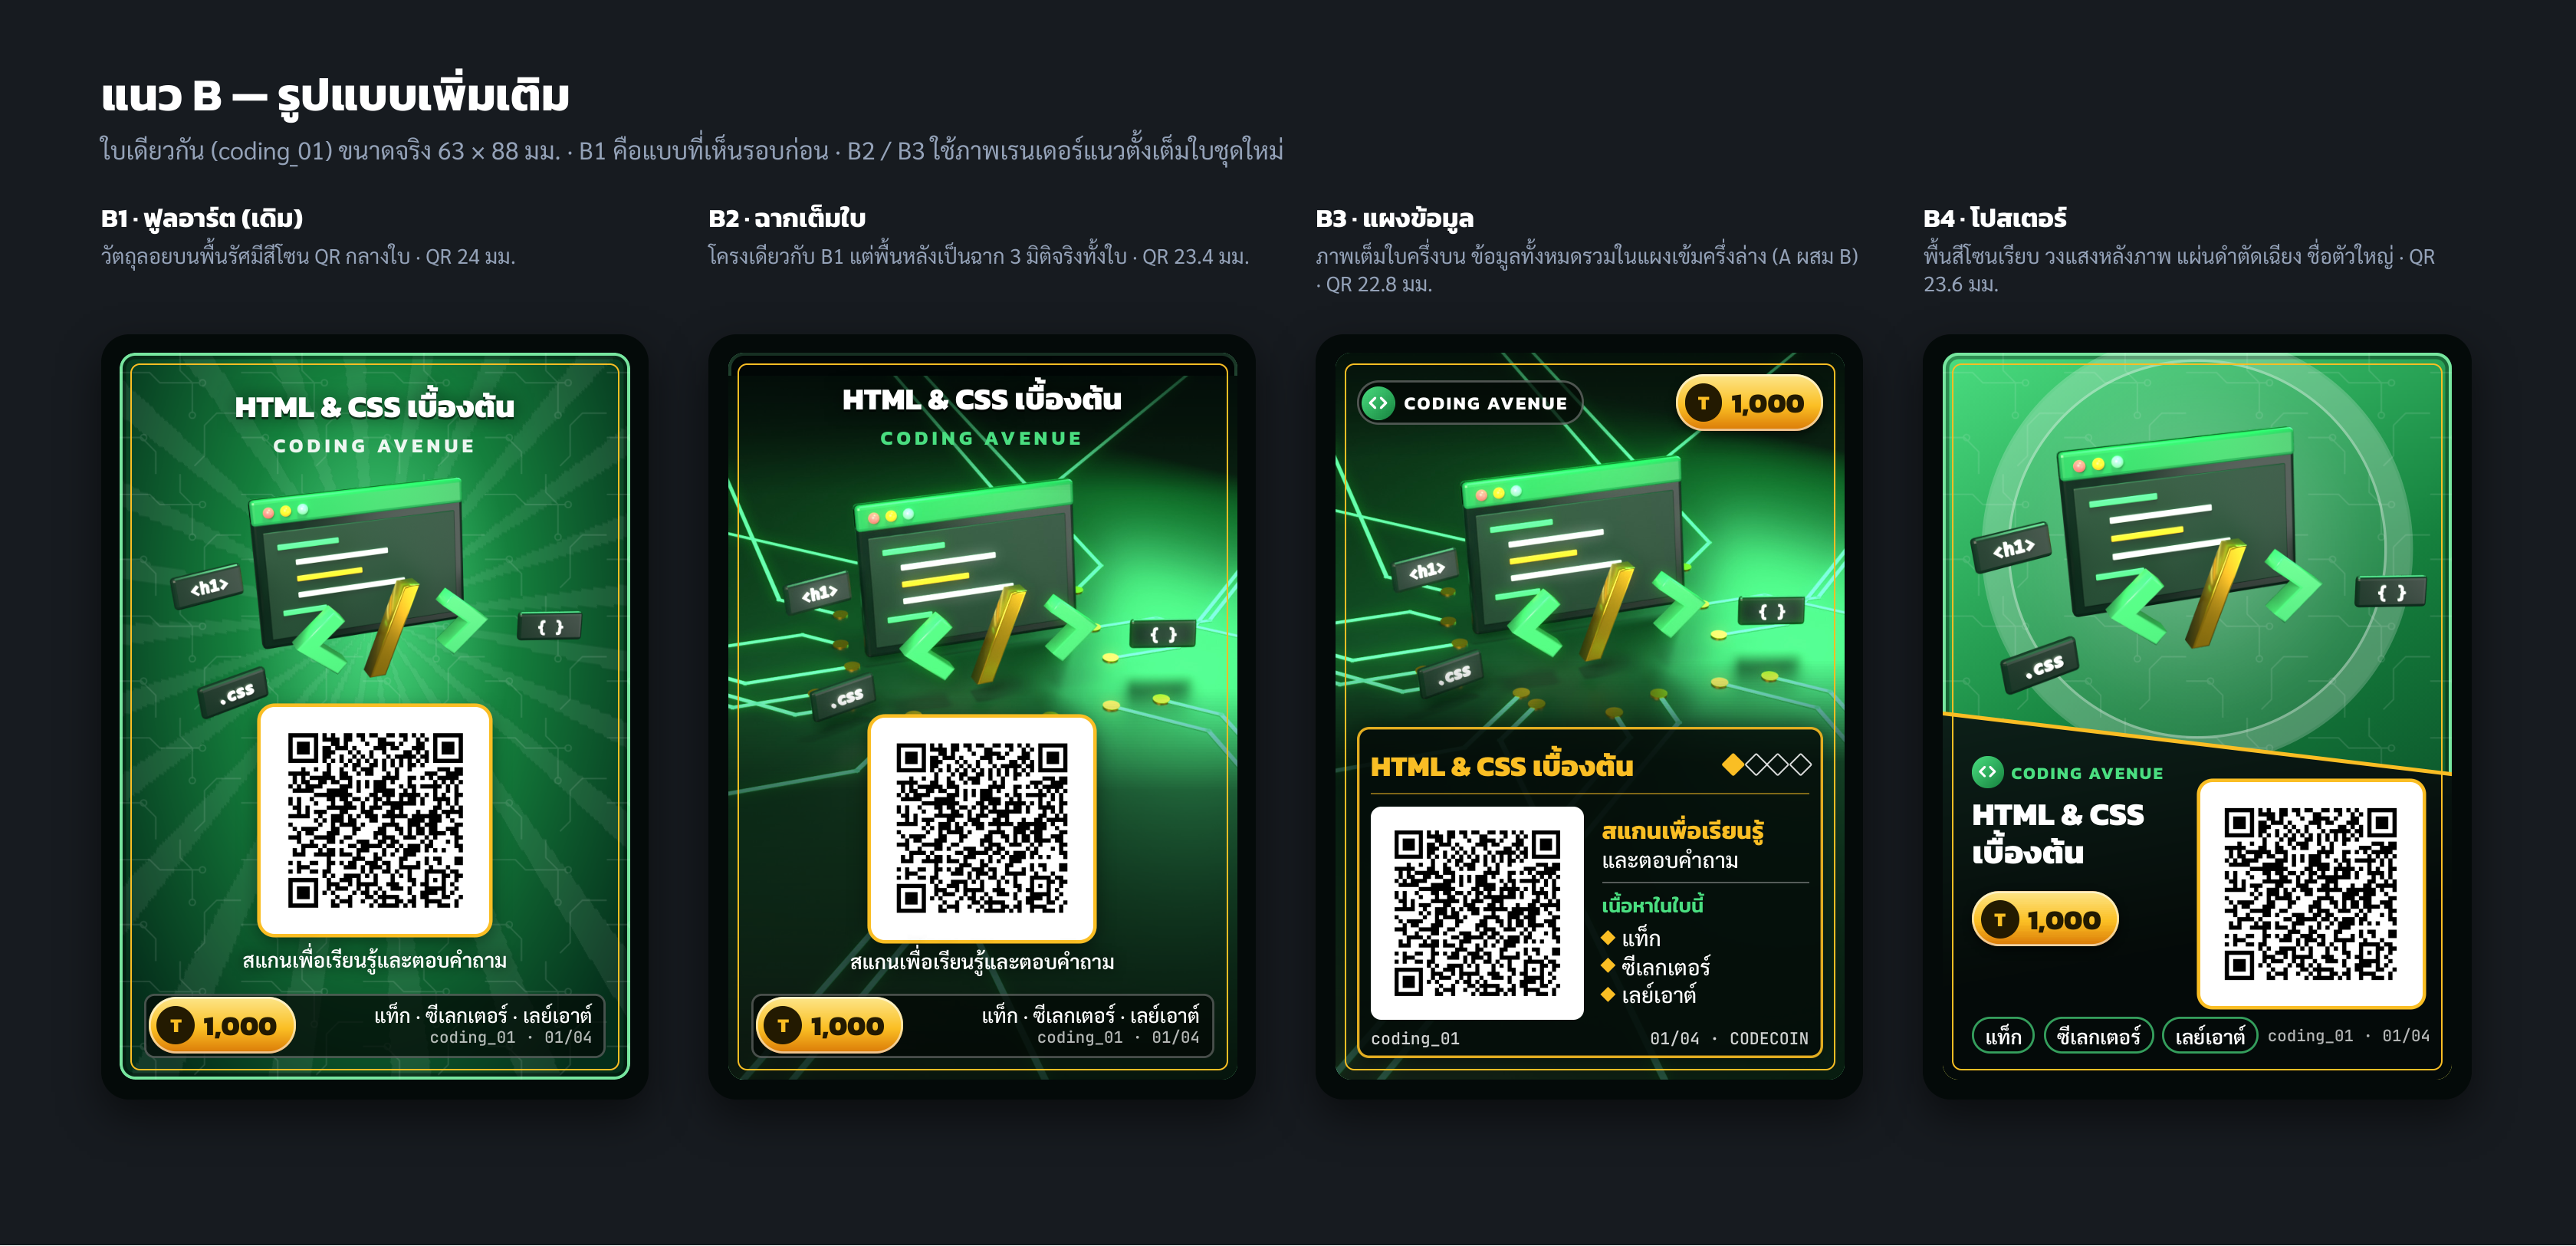 แนว B — รูปแบบเพิ่มเติม
ใบเดียวกัน (coding_01) ขนาดจริง 63 × 88 มม. · B1 คือแบบที่เห็นรอบก่อน · B2 / B3 ใช้ภาพเรนเดอร์แนวตั้งเต็มใบชุดใหม่
B1 · ฟูลอาร์ต (เดิม)
วัตถุลอยบนพื้นรัศมีสีโซน QR กลางใบ · QR 24 มม.
HTML & CSS เบื้องต้น
CODING AVENUE
<h1>
{ }
.css
สแกนเพื่อเรียนรู้และตอบคำถาม
T 1,000
แท็ก · ซีเลกเตอร์ · เลย์เอาต์
coding_01 · 01/04
B2 · ฉากเต็มใบ
โครงเดียวกับ B1 แต่พื้นหลังเป็นฉาก 3 มิติจริงทั้งใบ · QR 23.4 มม.
HTML & CSS เบื้องต้น
CODING AVENUE
<h1>
{ }
.css
สแกนเพื่อเรียนรู้และตอบคำถาม
T 1,000
แท็ก · ซีเลกเตอร์ · เลย์เอาต์
coding_01 · 01/04
B3 · แผงข้อมูล
ภาพเต็มใบครึ่งบน ข้อมูลทั้งหมดรวมในแผงเข้มครึ่งล่าง (A ผสม B)
· QR 22.8 มม.
<> CODING AVENUE
T 1,000
<h1>
{ }
.css
HTML & CSS เบื้องต้น
สแกนเพื่อเรียนรู้
และตอบคำถาม
เนื้อหาในใบนี้
แท็ก
ซีเลกเตอร์
เลย์เอาต์
coding_01
01/04 · CODECOIN
B4 · โปสเตอร์
พื้นสีโซนเรียบ วงแสงหลังภาพ แผ่นดำตัดเฉียง ชื่อตัวใหญ่ · QR
23.6 มม.
<h1>
{ }
.css
<> CODING AVENUE
HTML & CSS
เบื้องต้น
T 1,000
แท็ก
ซีเลกเตอร์
เลย์เอาต์
coding_01 · 01/04